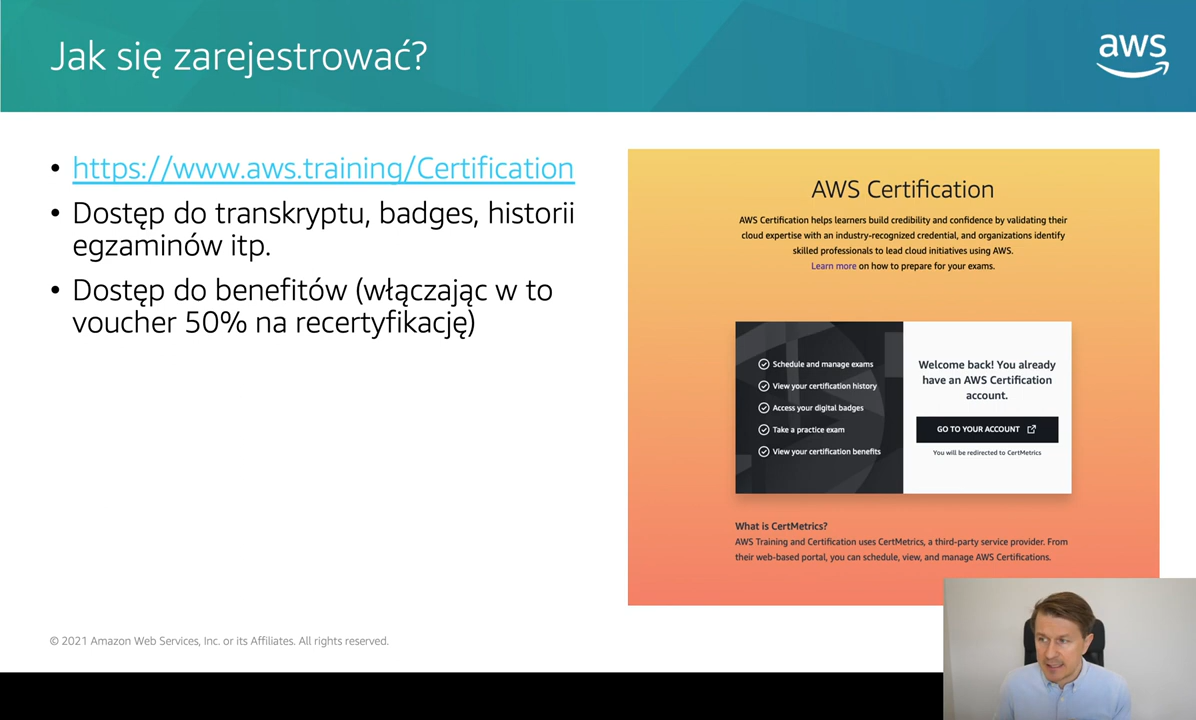 Jak się zarejestrować?
aws
• https://www.aws.training/Certification
• Dostęp do transkryptu, badges, historii
egzaminów itp.
• Dostęp do benefitów (włączając w to
voucher 50% na recertyfikację)
AWS Certification
AWS Certification helps learners build credibility and confidence by validating their
cloud expertise with an industry-recognized credential, and organizations identify
skilled professionals to lead cloud initiatives using AWS.
Learn more on how to prepare for your exams.
Schedule and manage exams
View your certification history
Access your digital badges
Take a practice exam
View your certification benefits
Welcome back! You already
have an AWS Certification
account.
GO TO YOUR ACCOUNT
You will be redirected to CertMetrics
What is CertMetrics?
AWS Training and Certification uses CertMetrics, a third-party service provider. From
their web-based portal, you can schedule, view, and manage AWS Certifications.
© 2021 Amazon Web Services, Inc. or its Affiliates. All rights reserved.